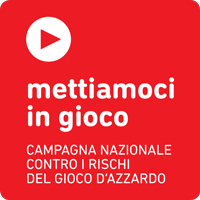 mettiamoci
in gioco
CAMPAGNA NAZIONALE
CONTRO I RISCHI
DEL GIOCO D'AZZARDO